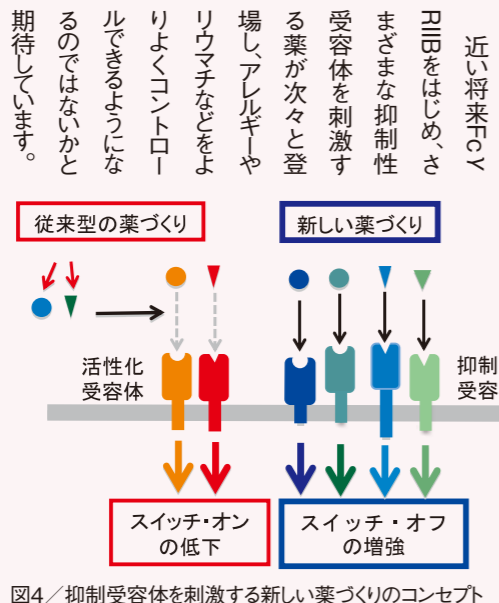 近い将来Fcγ
RIIBをはじめ、さ
まざまな抑制性
受容体を刺激す
る薬が次々と登
場し、アレルギーや
リウマチなどをよ
りよくコントロー
ルできるようにな
るのではないかと
期待しています。
従来型の薬づくり
新しい薬づくり
活性化
受容体
抑制
受容
スイッチ・オン
の低下
スイッチ・オフ
の増強
図4／抑制受容体を刺激する新しい薬づくりのコンセプト